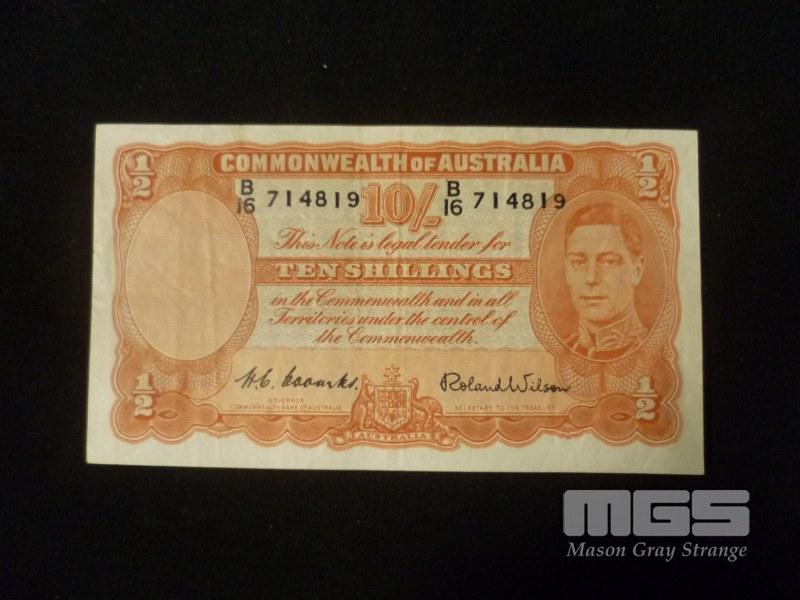 1/2 COMMONWEALTH OF AUSTRALIA 1/2
B/16 714819 10/- B/16 714819
This Note is legal tender for
TEN SHILLINGS
in the Commonwealth and in all
Territories under the control of
the Commonwealth.
H.C. Coombs. Roland Wilson
1/2 1/2
GOVERNOR
COMMONWEALTH BANK OF AUSTRALIA SECRETARY TO THE TREASURY
AUSTRALIA
MGS
Mason Gray Strange